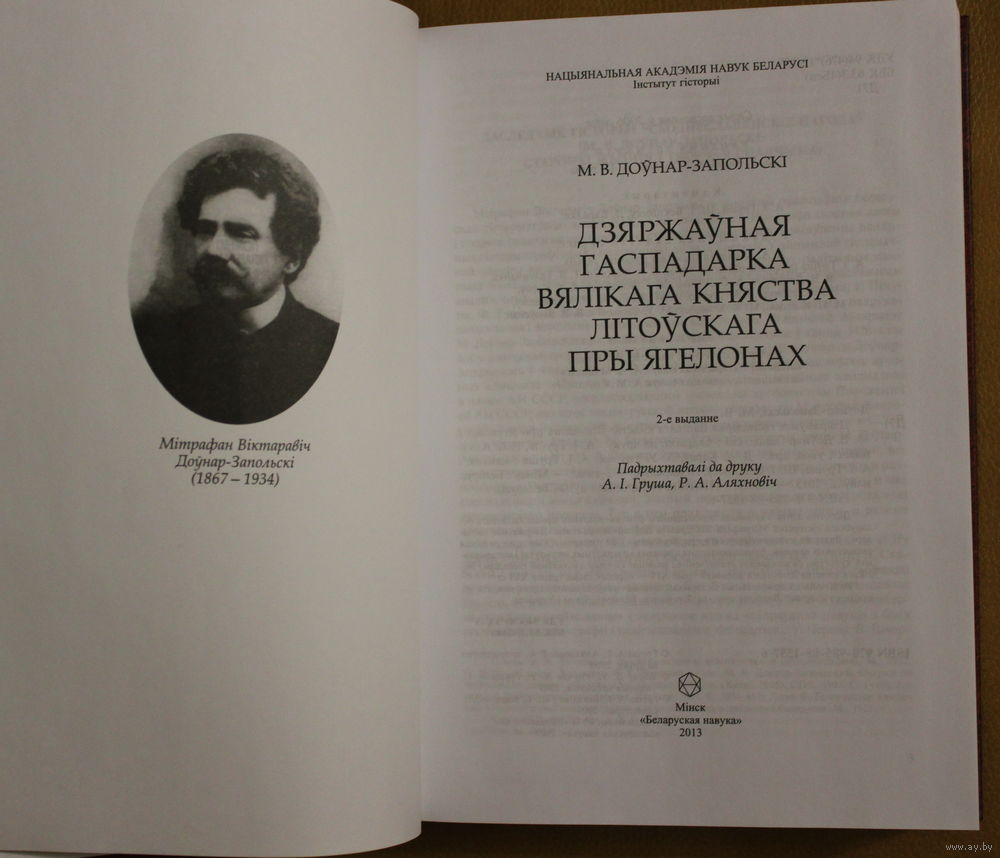 Мітрафан Віктаравіч
Доўнар-Запольскі
(1867 – 1934)
НАЦЫЯНАЛЬНАЯ АКАДЭМІЯ НАВУК БЕЛАРУСІ
Інстытут гісторыі
М. В. ДОЎНАР-ЗАПОЛЬСКІ
ДЗЯРЖАЎНАЯ
ГАСПАДАРКА
ВЯЛІКАГА КНЯСТВА
ЛІТОЎСКАГА
ПРЫ ЯГЕЛОНАХ
2-е выданне
Падрыхтавалі да друку
А. І. Груша, Р. А. Аляхновіч
Мінск
«Беларуская навука»
2013
www.ay.by